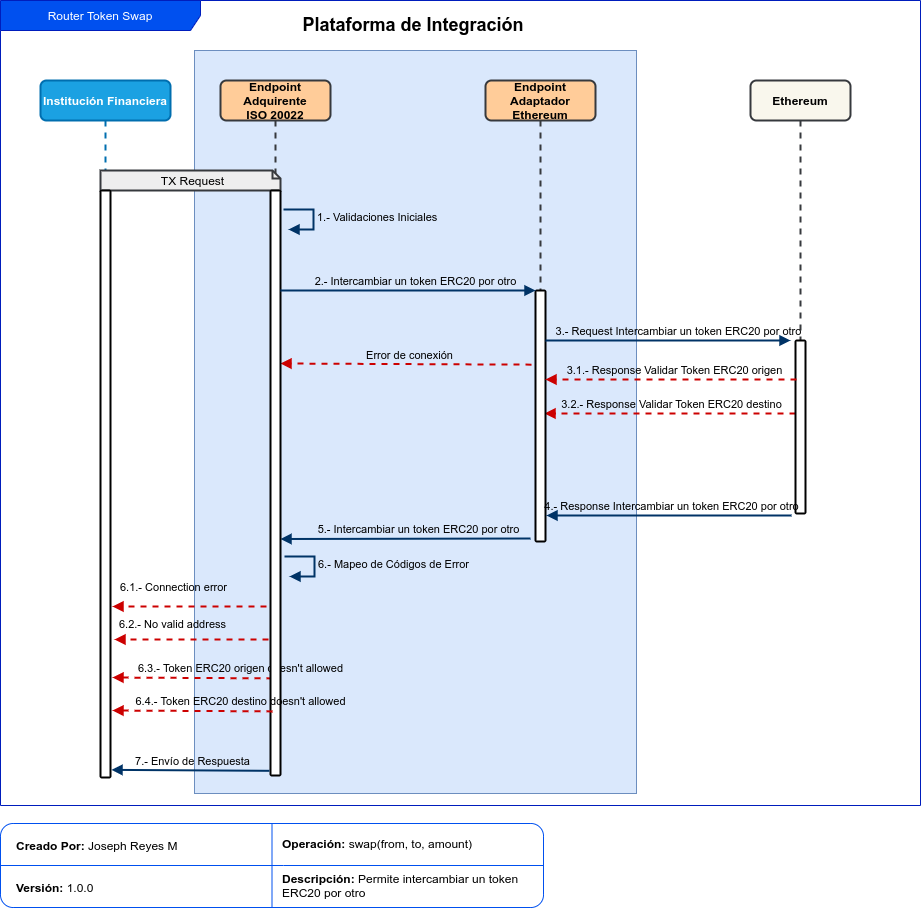 Router Token Swap
Plataforma de Integración
Institución Financiera
Endpoint
Adquirente
ISO 20022
Endpoint
Adaptador
Ethereum
Ethereum
TX Request
1.- Validaciones Iniciales
2.- Intercambiar un token ERC20 por otro
3.- Request Intercambiar un token ERC20 por otro
Error de conexión
3.1.- Response Validar Token ERC20 origen
3.2.- Response Validar Token ERC20 destino
4.- Response Intercambiar un token ERC20 por otro
5.- Intercambiar un token ERC20 por otro
6.- Mapeo de Códigos de Error
6.1.- Connection error
6.2.- No valid address
6.3.- Token ERC20 origen doesn't allowed
6.4.- Token ERC20 destino doesn't allowed
7.- Envío de Respuesta
Creado Por: Joseph Reyes M
Operación: swap(from, to, amount)
Versión: 1.0.0
Descripción: Permite intercambiar un token
ERC20 por otro